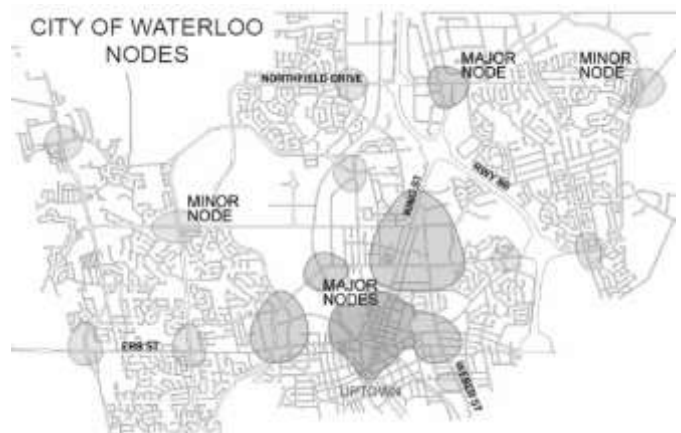 CITY OF WATERLOO
NODES
NORTHFIELD DRIVE
MAJOR
NODE
MINOR
NODE
HWY 86
KING ST
MINOR
NODE
MAJOR
NODES
ERB ST
WEBER ST
UPTOWN